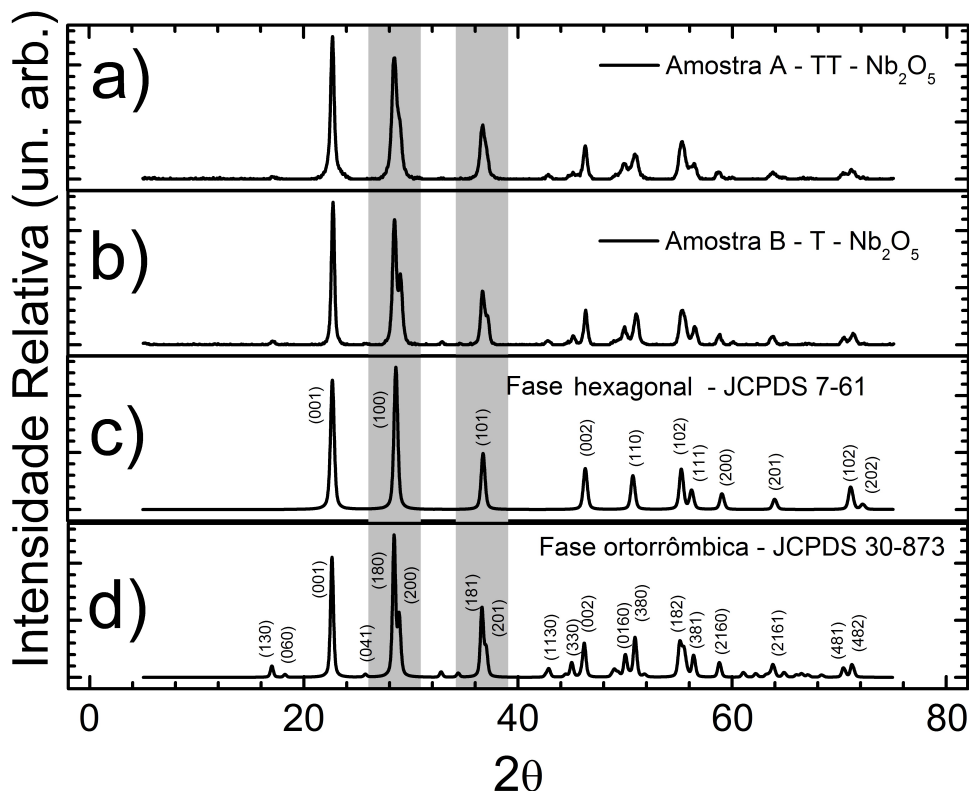 Intensidade Relativa (un. arb.)
a)
Amostra A - TT - Nb₂O₅
b)
Amostra B - T - Nb₂O₅
c)
Fase hexagonal - JCPDS 7-61
(001)
(100)
(101)
(002)
(110)
(102)
(111)
(200)
(201)
(102)
(202)
d)
Fase ortorrômbica - JCPDS 30-873
(130)
(060)
(001)
(041)
(180)
(200)
(181)
(201)
(1130)
(330)
(002)
(0160)
(380)
(182)
(381)
(2160)
(2161)
(481)
(482)
0 20 40 60 80
2θ